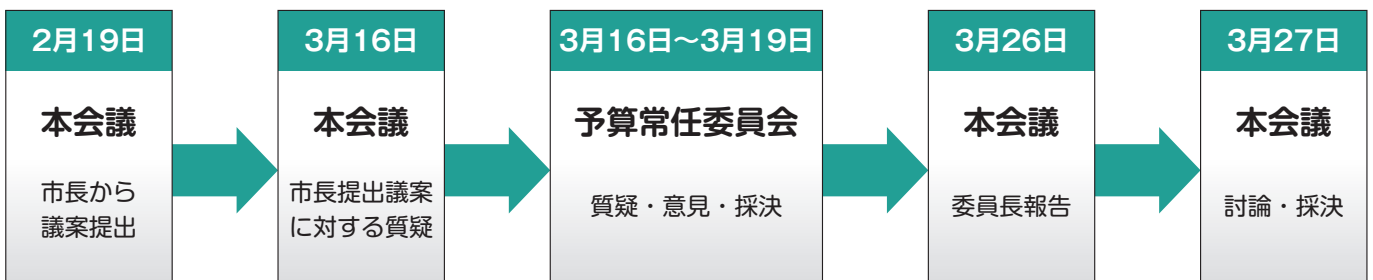 2月19日
本会議
市長から
議案提出
3月16日
本会議
市長提出議案
に対する質疑
3月16日～3月19日
予算常任委員会
質疑・意見・採決
3月26日
本会議
委員長報告
3月27日
本会議
討論・採決